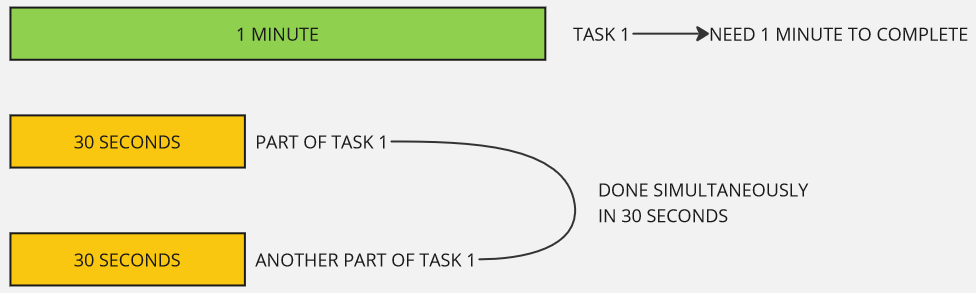 1 MINUTE
TASK 1
NEED 1 MINUTE TO COMPLETE
30 SECONDS
PART OF TASK 1
DONE SIMULTANEOUSLY
IN 30 SECONDS
30 SECONDS
ANOTHER PART OF TASK 1